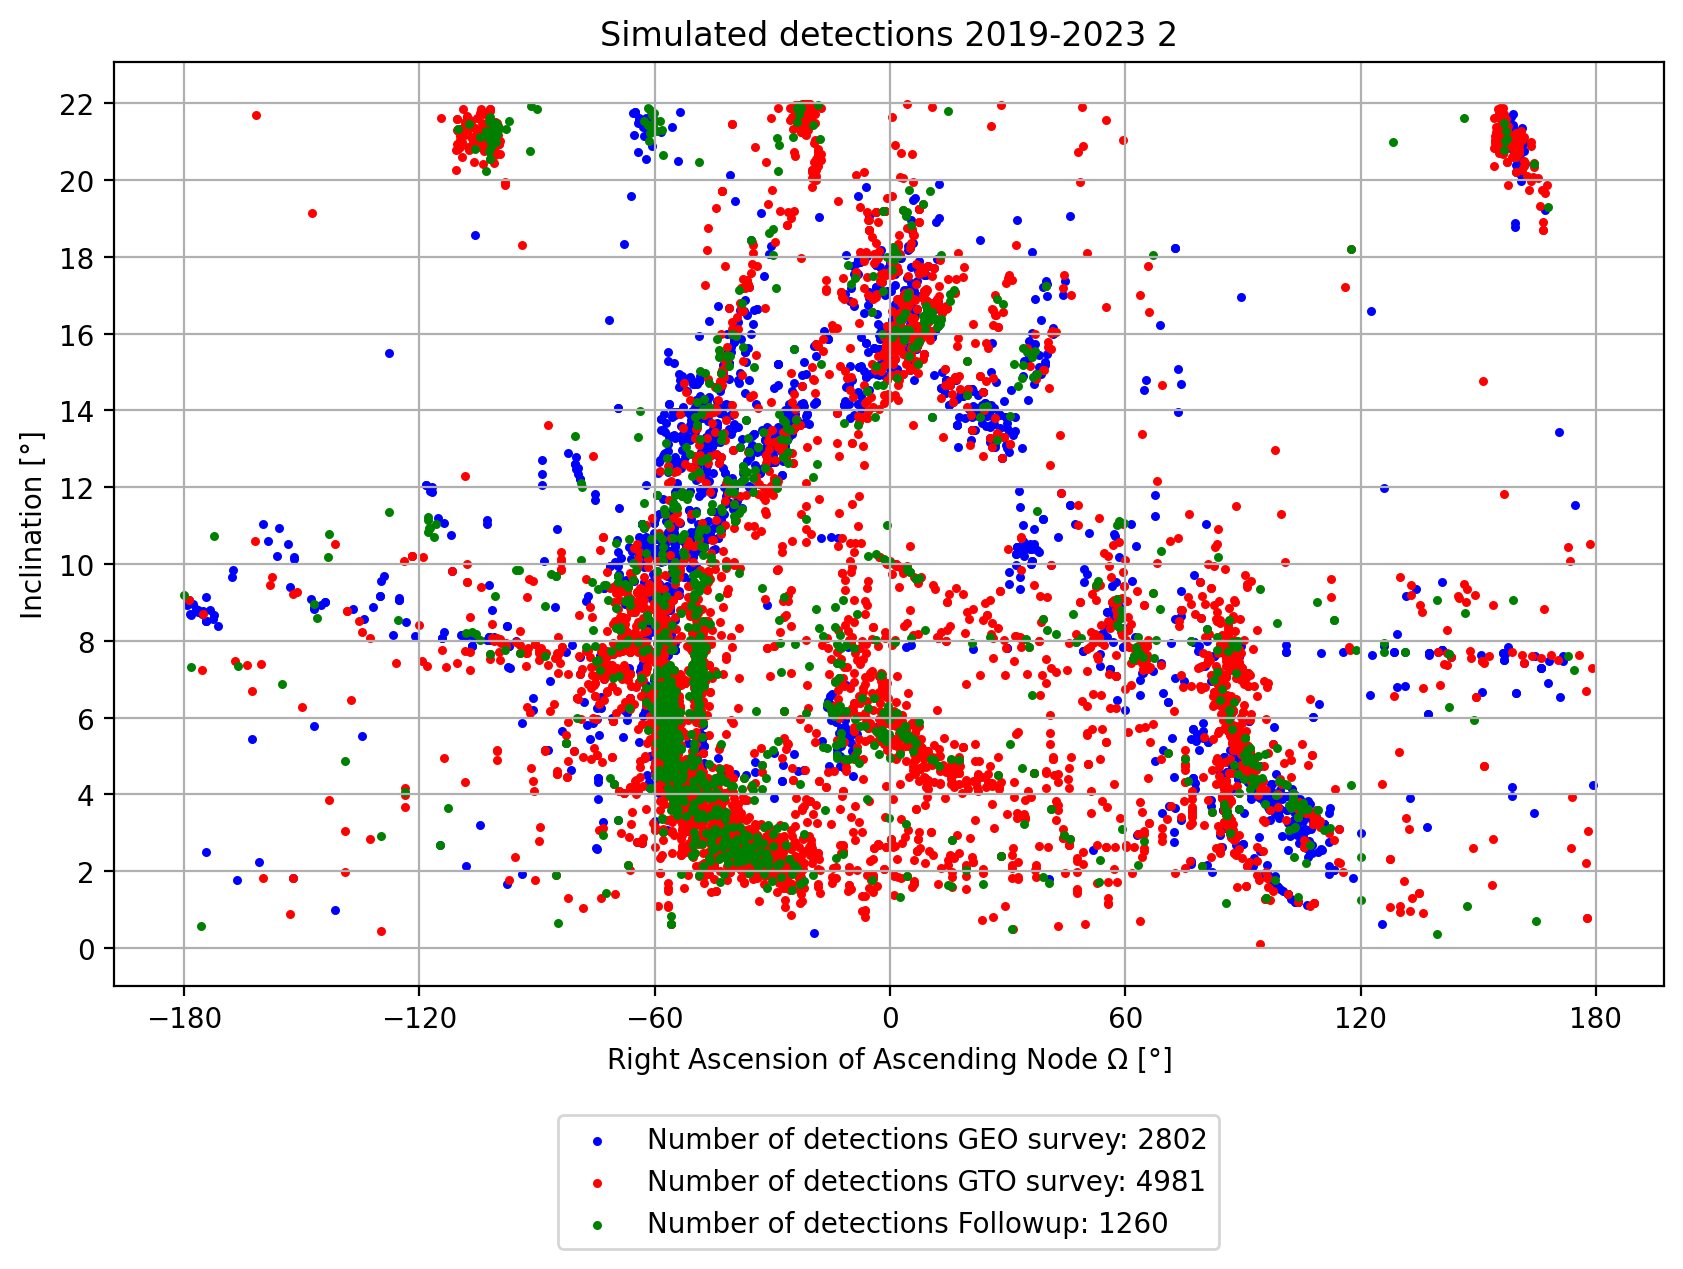 Simulated detections 2019-2023 2
22
20
18
16
14
12
10
8
6
4
2
0
Inclination [°]
−180 −120 −60 0 60 120 180
Right Ascension of Ascending Node Ω [°]
Number of detections GEO survey: 2802
Number of detections GTO survey: 4981
Number of detections Followup: 1260